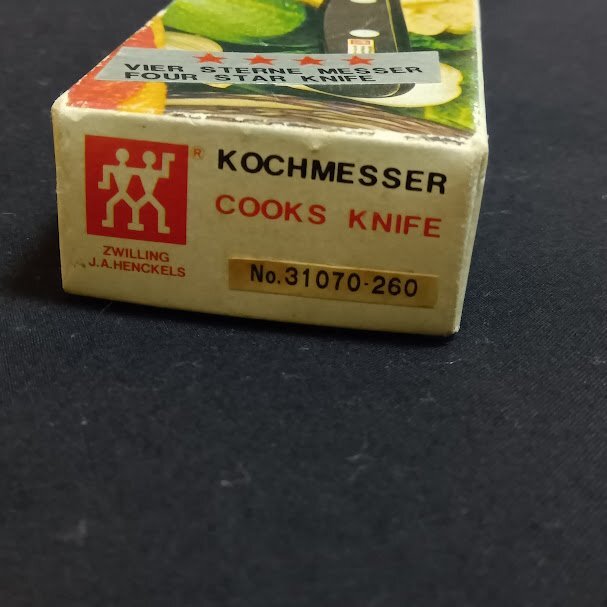 VIER STERNE MESSER
FOUR STAR KNIFE
®
KOCHMESSER
COOKS KNIFE
ZWILLING
J.A.HENCKELS
No.31070-260